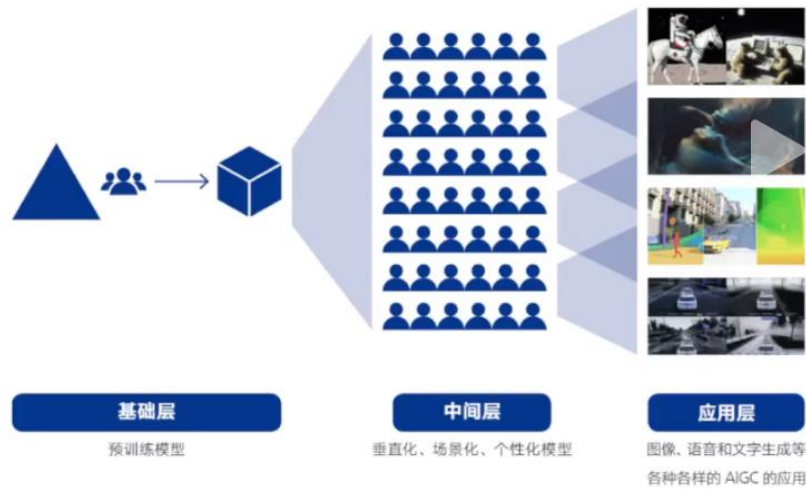 基础层
预训练模型
中间层
垂直化、场景化、个性化模型
应用层
图像、语音和文字生成等
各种各样的 AIGC 的应用